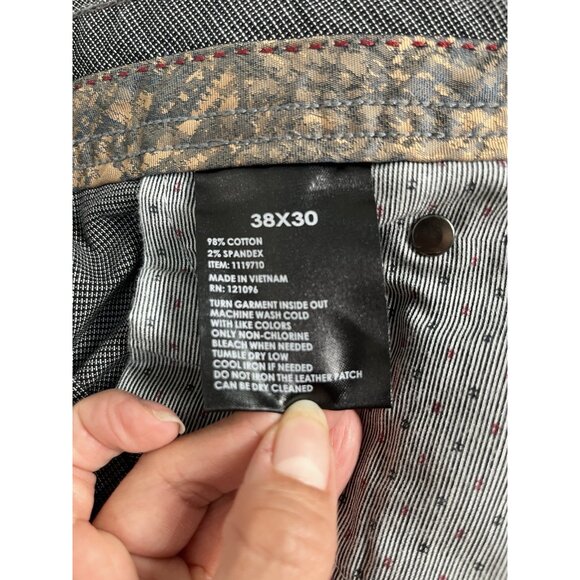 38X30
98% COTTON
2% SPANDEX
ITEM: 1119710
MADE IN VIETNAM
RN: 121096
TURN GARMENT INSIDE OUT
MACHINE WASH COLD
WITH LIKE COLORS
ONLY NON-CHLORINE
BLEACH WHEN NEEDED
TUMBLE DRY LOW
COOL IRON IF NEEDED
DO NOT IRON THE LEATHER PATCH
CAN BE DRY CLEANED